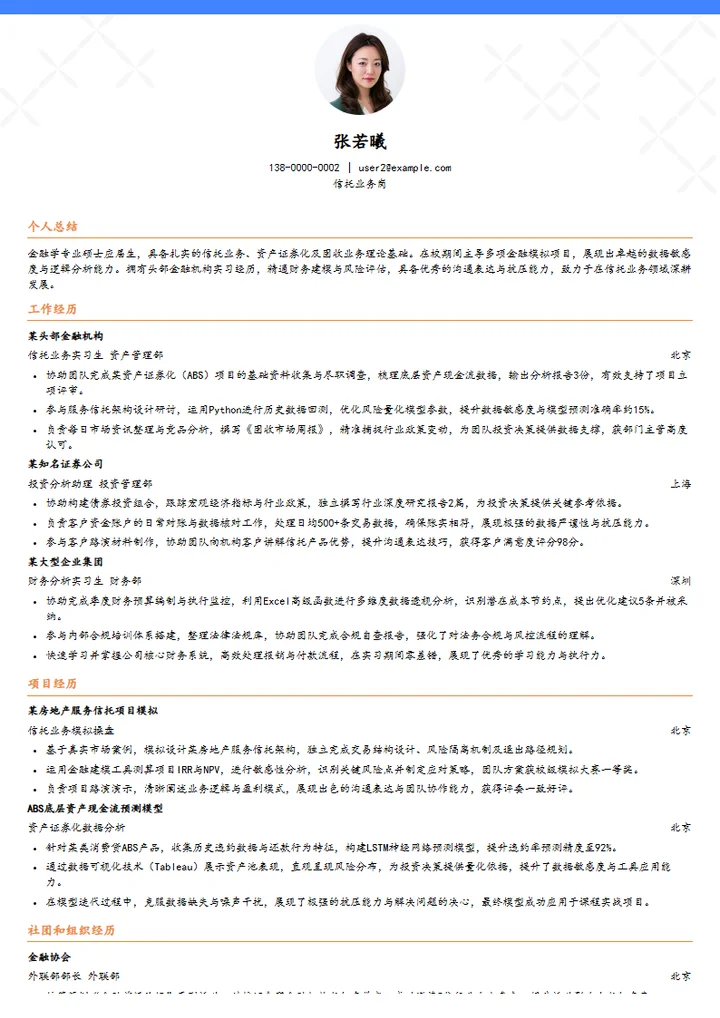 张若曦
138-0000-0002 | user2@example.com
信托业务岗
个人总结
金融学专业硕士应届生，具备扎实的信托业务、资产证券化及固收业务理论基础。在校期间主导多项金融模拟项目，展现出卓越的数据敏感
度与逻辑分析能力。拥有头部金融机构实习经历，精通财务建模与风险评估，具备优秀的沟通表达与抗压能力，致力于在信托业务领域深耕
发展。
工作经历
某头部金融机构
信托业务实习生 资产管理部 北京
• 协助团队完成某资产证券化（ABS）项目的基础资料收集与尽职调查，梳理底层资产现金流数据，输出分析报告3份，有效支持了项目立
项评审。
• 参与服务信托架构设计研讨，运用Python进行历史数据回测，优化风险量化模型参数，提升数据敏感度与模型预测准确率约15%。
• 负责每日市场资讯整理与竞品分析，撰写《固收市场周报》，精准捕捉行业政策变动，为团队投资决策提供数据支撑，获部门主管高度
认可。
某知名证券公司
投资分析助理 投资管理部 上海
• 协助构建债券投资组合，跟踪宏观经济指标与行业政策，独立撰写行业深度研究报告2篇，为投资决策提供关键参考依据。
• 负责客户资金账户的日常对账与数据核对工作，处理日均500+条交易数据，确保账实相符，展现极强的数据严谨性与抗压能力。
• 参与客户路演材料制作，协助团队向机构客户讲解信托产品优势，提升沟通表达技巧，获得客户满意度评分98分。
某大型企业集团
财务分析实习生 财务部 深圳
• 协助完成季度财务预算编制与执行监控，利用Excel高级函数进行多维度数据透视分析，识别潜在成本节约点，提出优化建议5条并被采
纳。
• 参与内部合规培训体系搭建，整理法律法规库，协助团队完成合规自查报告，强化了对法务合规与风控流程的理解。
• 快速学习并掌握公司核心财务系统，高效处理报销与付款流程，在实习期间零差错，展现了优秀的学习能力与执行力。
项目经历
某房地产服务信托项目模拟
信托业务模拟操盘 北京
• 基于真实市场案例，模拟设计某房地产服务信托架构，独立完成交易结构设计、风险隔离机制及退出路径规划。
• 运用金融建模工具测算项目IRR与NPV，进行敏感性分析，识别关键风险点并制定应对策略，团队方案获校级模拟大赛一等奖。
• 负责项目路演演示，清晰阐述业务逻辑与盈利模式，展现出色的沟通表达与团队协作能力，获得评委一致好评。
ABS底层资产现金流预测模型
资产证券化数据分析 北京
• 针对某类消费贷ABS产品，收集历史违约数据与还款行为特征，构建LSTM神经网络预测模型，提升违约率预测精度至92%。
• 通过数据可视化技术（Tableau）展示资产池表现，直观呈现风险分布，为投资决策提供量化依据，提升了数据敏感度与工具应用能
力。
• 在模型迭代过程中，克服数据缺失与噪声干扰，展现了极强的抗压能力与解决问题的决心，最终模型成功应用于课程实战项目。
社团和组织经历
金融协会
外联部部长 外联部 北京